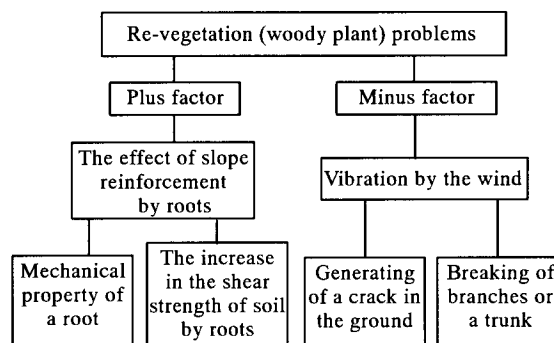 Re-vegetation (woody plant) problems
Plus factor
Minus factor
The effect of slope
reinforcement
by roots
Vibration by the wind
Mechanical
property of
a root
The increase
in the shear
strength of soil
by roots
Generating
of a crack in
the ground
Breaking of
branches or
a trunk